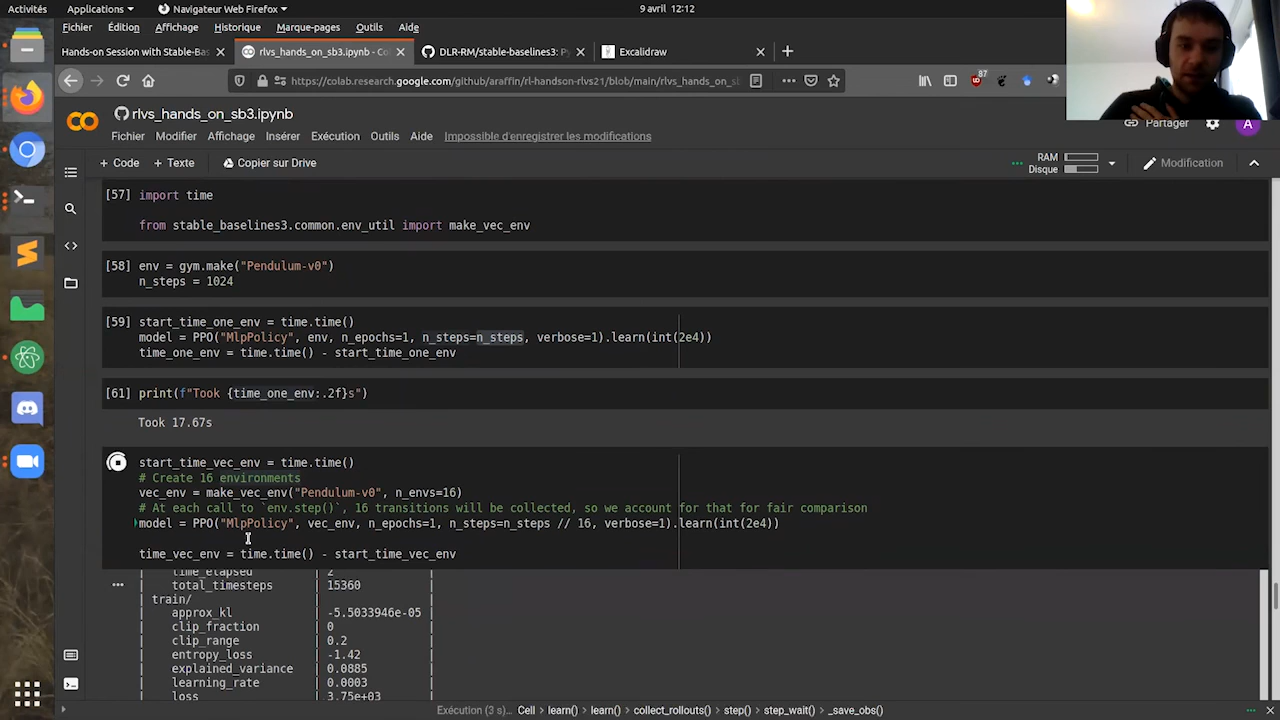 Activités
Applications
Navigateur Web Firefox
9 avril 12:12
Fichier Édition Affichage Historique Marque-pages Outils Aide
Hands-on Session with Stable-Bas
rlvs_hands_on_sb3.ipynb - Co
DLR-RM/stable-baselines3: Py
Excalidraw
https://colab.research.google.com/github/araffin/rl-handson-rlvs21/blob/main/rlvs_hands_on_s
87
rlvs_hands_on_sb3.ipynb
Partager
A
Fichier Modifier Affichage Insérer Exécution Outils Aide Impossible d'enregistrer les modifications
+ Code + Texte Copier sur Drive
RAM
Disque
Modification
[57] import time
from stable_baselines3.common.env_util import make_vec_env
[58] env = gym.make("Pendulum-v0")
n_steps = 1024
[59] start_time_one_env = time.time()
model = PPO("MlpPolicy", env, n_epochs=1, n_steps=n_steps, verbose=1).learn(int(2e4))
time_one_env = time.time() - start_time_one_env
[61] print(f"Took {time_one_env:.2f}s")
Took 17.67s
start_time_vec_env = time.time()
# Create 16 environments
vec_env = make_vec_env("Pendulum-v0", n_envs=16)
# At each call to `env.step()`, 16 transitions will be collected, so we account for that for fair comparison
model = PPO("MlpPolicy", vec_env, n_epochs=1, n_steps=n_steps // 16, verbose=1).learn(int(2e4))
time_vec_env = time.time() - start_time_vec_env
| time_elapsed | 2 |
| total_timesteps | 15360 |
| train/ | |
| approx_kl | -5.5033946e-05 |
| clip_fraction | 0 |
| clip_range | 0.2 |
| entropy_loss | -1.42 |
| explained_variance | 0.0885 |
| learning_rate | 0.0003 |
| loss | 3.75e+03 |
Exécution (3 s) Cell > learn() > learn() > collect_rollouts() > step() > step_wait() > _save_obs()